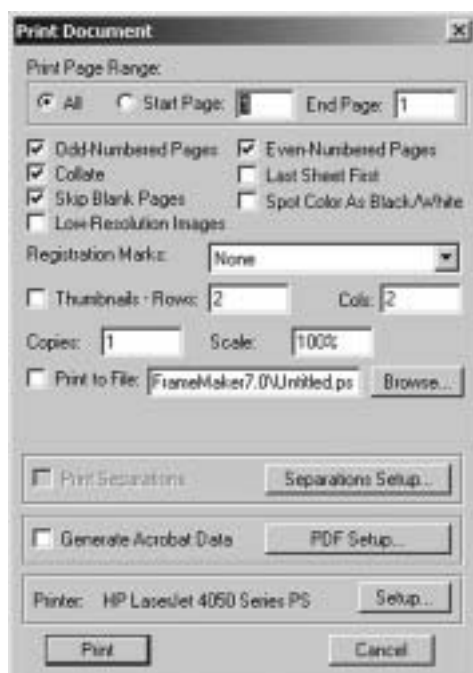 Print Document
Print Page Range:
All Start Page: 1 End Page: 1
Odd-Numbered Pages Even-Numbered Pages
Collate Last Sheet First
Skip Blank Pages Spot Color As Black/White
Low-Resolution Images
Registration Marks: None
Thumbnails - Rows: 2 Cols: 2
Copies: 1 Scale: 100%
Print to File: FrameMaker7.0\Untitled.ps Browse...
Print Separations Separations Setup...
Generate Acrobat Data PDF Setup...
Printer: HP LaserJet 4050 Series PS Setup...
Print Cancel